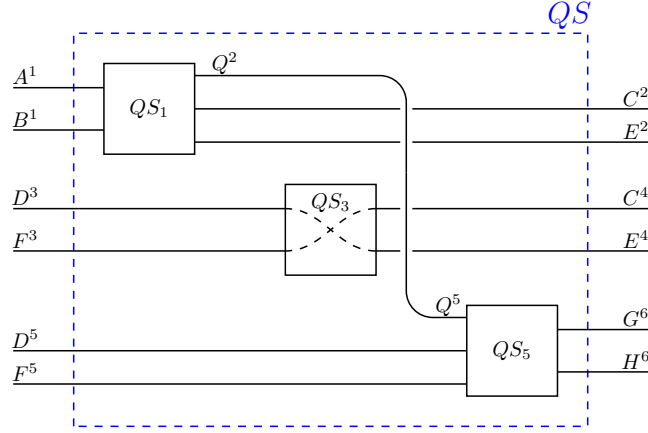 QS
A^1
Q^2
QS_1
C^2
B^1
E^2
D^3
QS_3
C^4
F^3
E^4
Q^5
G^6
D^5
QS_5
H^6
F^5